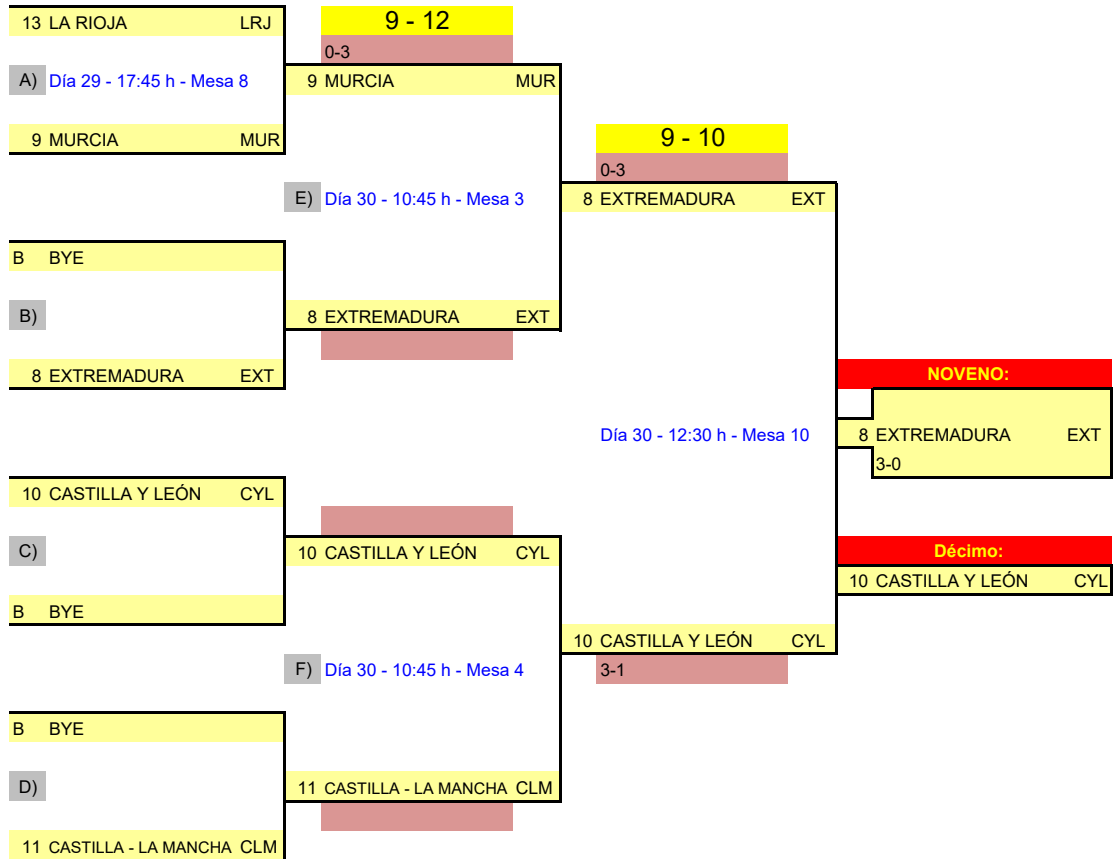 13 LA RIOJA LRJ
9 - 12
0-3
A) Día 29 - 17:45 h - Mesa 8
9 MURCIA MUR
9 MURCIA MUR
9 - 10
0-3
E) Día 30 - 10:45 h - Mesa 3
8 EXTREMADURA EXT
B BYE
B)
8 EXTREMADURA EXT
8 EXTREMADURA EXT
NOVENO:
Día 30 - 12:30 h - Mesa 10
8 EXTREMADURA EXT
3-0
10 CASTILLA Y LEÓN CYL
C)
10 CASTILLA Y LEÓN CYL
Décimo:
10 CASTILLA Y LEÓN CYL
B BYE
10 CASTILLA Y LEÓN CYL
F) Día 30 - 10:45 h - Mesa 4
3-1
B BYE
D)
11 CASTILLA - LA MANCHA CLM
11 CASTILLA - LA MANCHA CLM